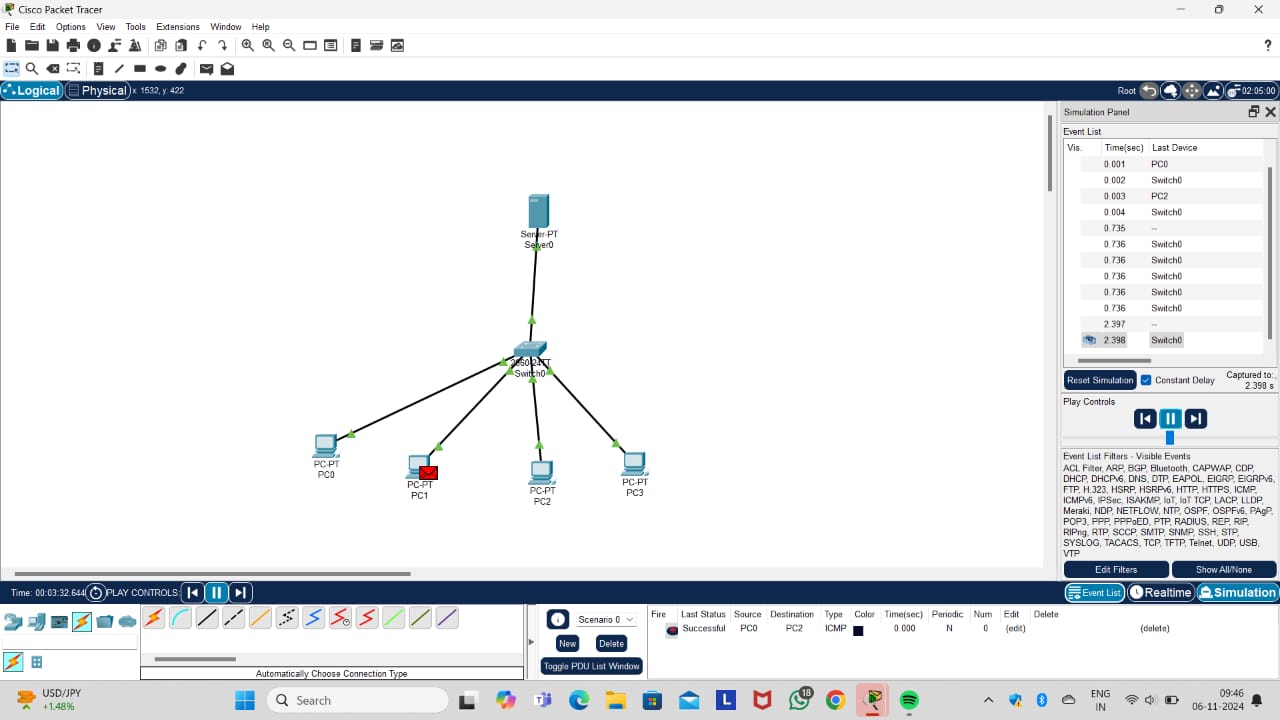 Cisco Packet Tracer
File Edit Options View Tools Extensions Window Help
?
Logical Physical x: 1532, y: 422
Root 02:05:00
Server-PT
Server0
2960-24TT
Switch0
PC-PT
PC0
PC-PT
PC1
PC-PT
PC2
PC-PT
PC3
Simulation Panel
Event List
Vis. Time(sec) Last Device
0.001 PC0
0.002 Switch0
0.003 PC2
0.004 Switch0
0.735 --
0.736 Switch0
0.736 Switch0
0.736 Switch0
0.736 Switch0
0.736 Switch0
2.397 --
2.398 Switch0
Reset Simulation Constant Delay Captured to:
2.398 s
Play Controls
Event List Filters - Visible Events
ACL Filter, ARP, BGP, Bluetooth, CAPWAP, CDP,
DHCP, DHCPv6, DNS, DTP, EAPOL, EIGRP, EIGRPv6,
FTP, H.323, HSRP, HSRPv6, HTTP, HTTPS, ICMP,
ICMPv6, IPSec, ISAKMP, IoT, IoT TCP, LACP, LLDP,
Meraki, NDP, NETFLOW, NTP, OSPF, OSPFv6, PAgP,
POP3, PPP, PPPoED, PTP, RADIUS, REP, RIP,
RIPng, RTP, SCCP, SMTP, SNMP, SSH, STP,
SYSLOG, TACACS, TCP, TFTP, Telnet, UDP, USB,
VTP
Edit Filters Show All/None
Time: 00:03:32.644 PLAY CONTROLS:
Event List Realtime Simulation
Automatically Choose Connection Type
Scenario 0
New Delete
Toggle PDU List Window
Fire Last Status Source Destination Type Color Time(sec) Periodic Num Edit Delete
Successful PC0 PC2 ICMP 0.000 N 0 (edit) (delete)
USD/JPY
+1.48%
Search
18
ENG
IN
09:46
06-11-2024